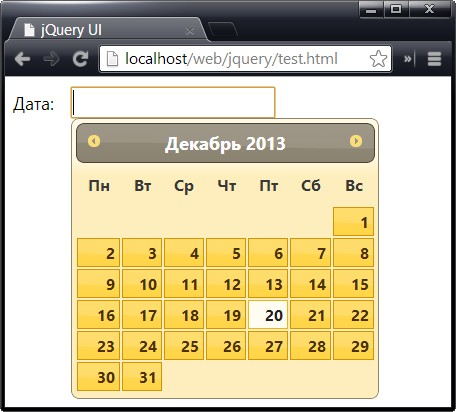 jQuery UI
localhost/web/jquery/test.html
Дата:
Декабрь 2013
Пн Вт Ср Чт Пт Сб Вс
1
2 3 4 5 6 7 8
9 10 11 12 13 14 15
16 17 18 19 20 21 22
23 24 25 26 27 28 29
30 31